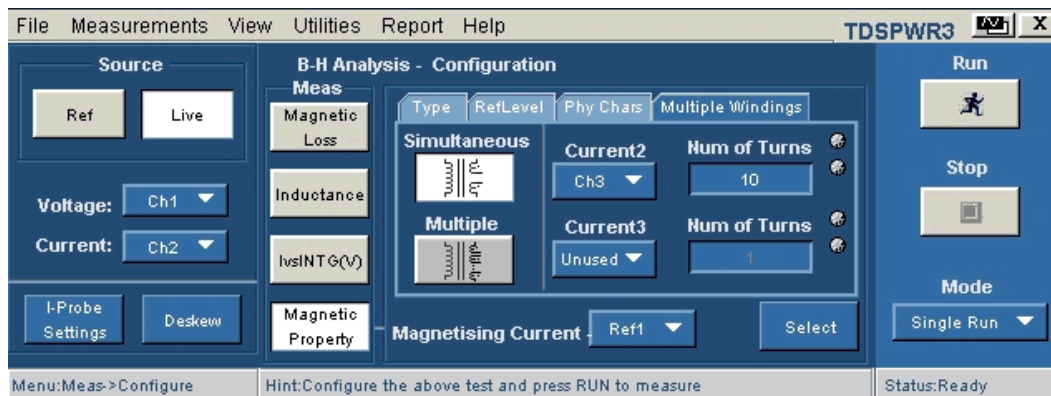 File Measurements View Utilities Report Help
TDSPWR3
X
Source
Ref
Live
Voltage:
Ch1
Current:
Ch2
I-Probe
Settings
Deskew
B-H Analysis - Configuration
Meas
Magnetic
Loss
Inductance
IvsINTG(V)
Magnetic
Property
Type
RefLevel
Phy Chars
Multiple Windings
Simultaneous
Multiple
Current2
Ch3
Num of Turns
10
Current3
Unused
Num of Turns
1
Magnetising Current -
Ref1
Select
Run
Stop
Mode
Single Run
Menu:Meas->Configure
Hint:Configure the above test and press RUN to measure
Status:Ready